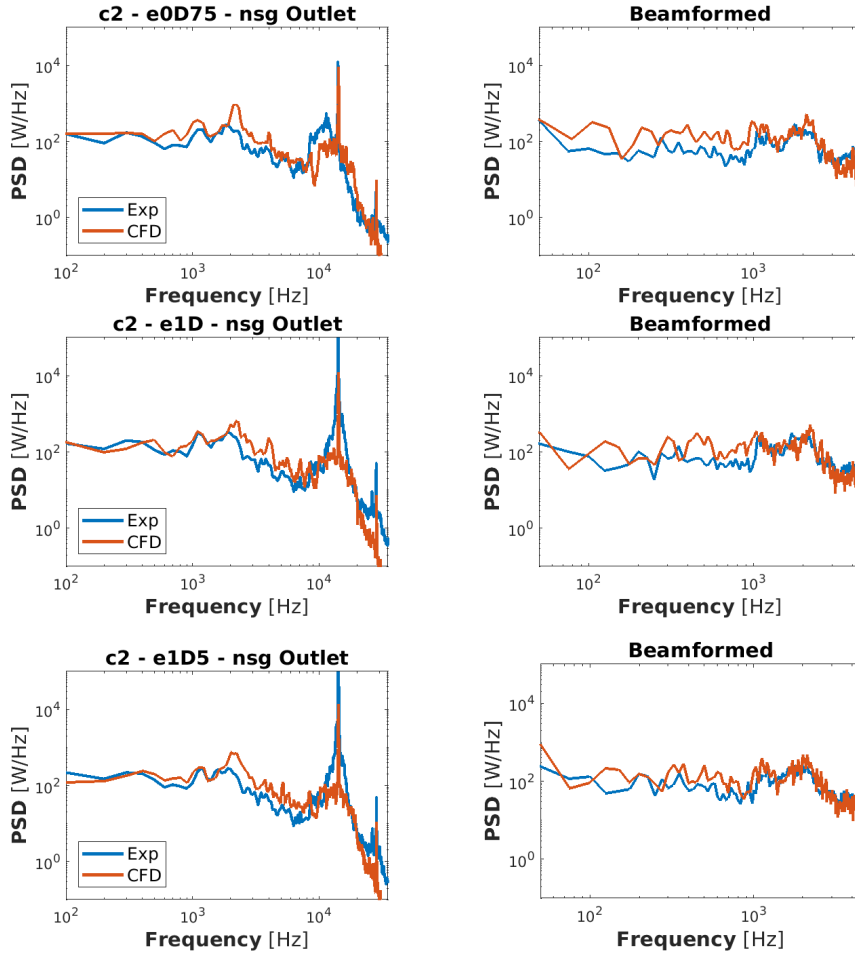 c2 - e0D75 - nsg Outlet
PSD [W/Hz]
10^4
10^2
10^0
Exp
CFD
10^2 10^3 10^4
Frequency [Hz]
Beamformed
PSD [W/Hz]
10^4
10^2
10^0
10^2 10^3
Frequency [Hz]
c2 - e1D - nsg Outlet
PSD [W/Hz]
10^4
10^2
10^0
Exp
CFD
10^2 10^3 10^4
Frequency [Hz]
Beamformed
PSD [W/Hz]
10^4
10^2
10^0
10^2 10^3
Frequency [Hz]
c2 - e1D5 - nsg Outlet
PSD [W/Hz]
10^4
10^2
10^0
Exp
CFD
10^2 10^3 10^4
Frequency [Hz]
Beamformed
PSD [W/Hz]
10^4
10^2
10^0
10^2 10^3
Frequency [Hz]